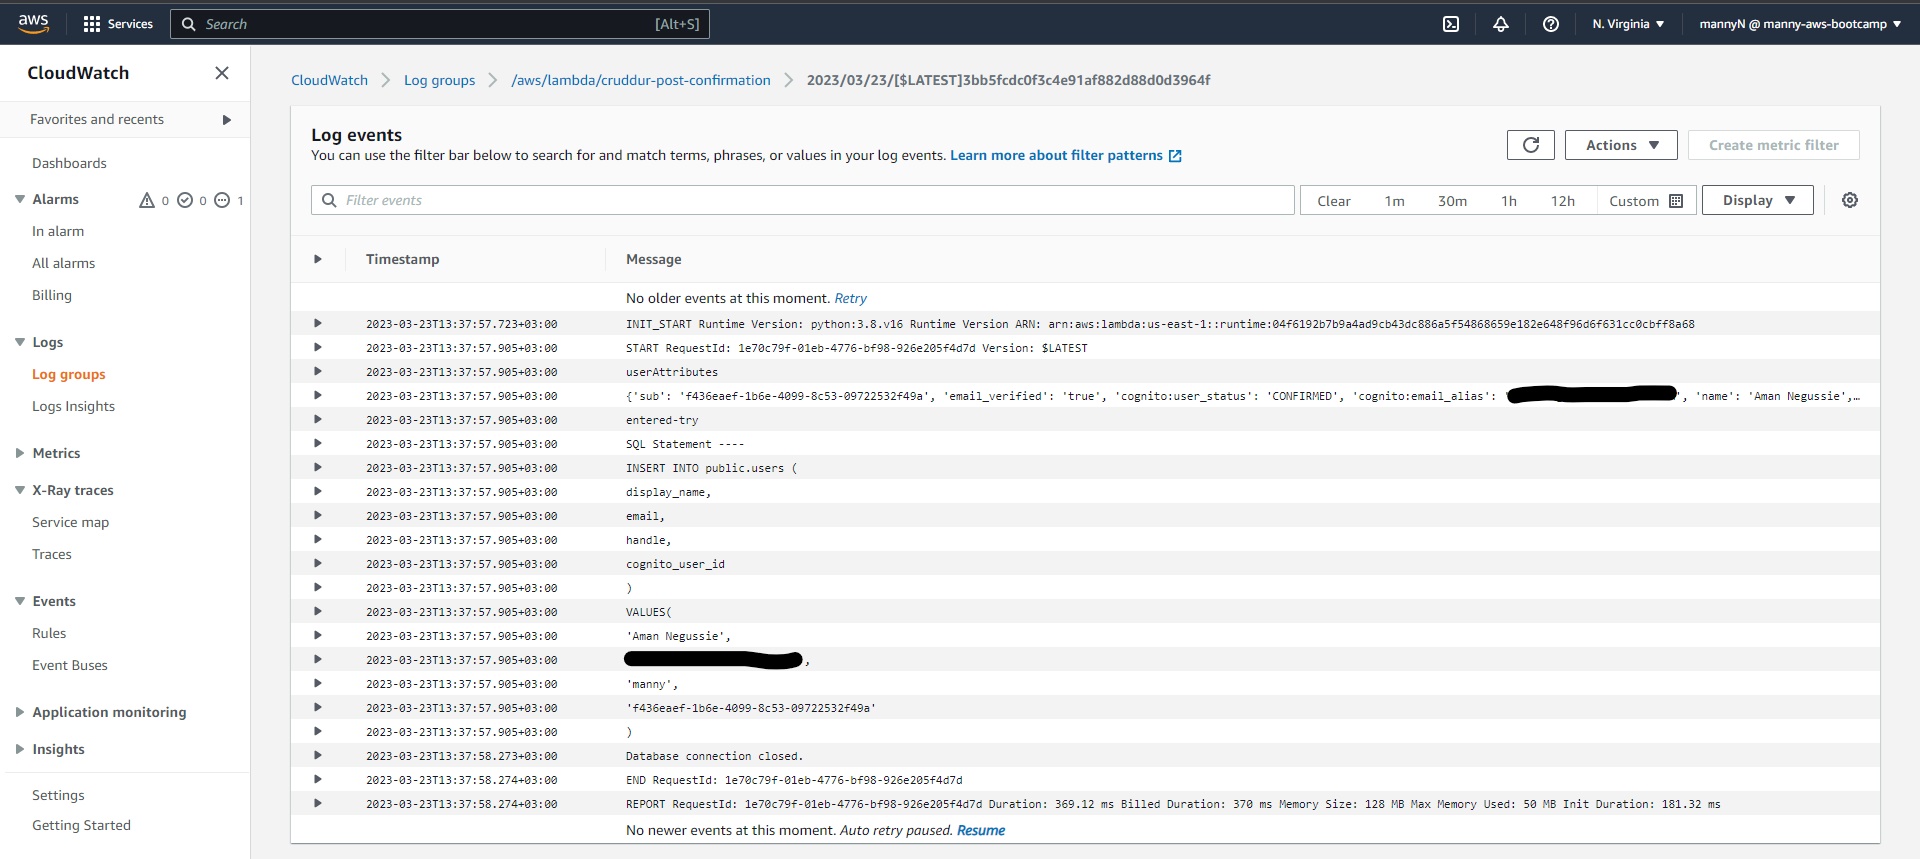 aws Services Search [Alt+S] N. Virginia mannyN @ manny-aws-bootcamp
CloudWatch
Favorites and recents
Dashboards
Alarms 0 0 1
In alarm
All alarms
Billing
Logs
Log groups
Logs Insights
Metrics
X-Ray traces
Service map
Traces
Events
Rules
Event Buses
Application monitoring
Insights
Settings
Getting Started
CloudWatch Log groups /aws/lambda/cruddur-post-confirmation 2023/03/23/[$LATEST]3bb5fcdc0f3c4e91af882d88d0d3964f
Log events
You can use the filter bar below to search for and match terms, phrases, or values in your log events. Learn more about filter patterns
Actions Create metric filter
Filter events Clear 1m 30m 1h 12h Custom Display
Timestamp Message
No older events at this moment. Retry
2023-03-23T13:37:57.723+03:00 INIT_START Runtime Version: python:3.8.v16 Runtime Version ARN: arn:aws:lambda:us-east-1::runtime:04f6192b7b9a4ad9cb43dc886a5f54868659e182e648f96d6f631cc0cbff8a68
2023-03-23T13:37:57.905+03:00 START RequestId: 1e70c79f-01eb-4776-bf98-926e205f4d7d Version: $LATEST
2023-03-23T13:37:57.905+03:00 userAttributes
2023-03-23T13:37:57.905+03:00 {'sub': 'f436eaef-1b6e-4099-8c53-09722532f49a', 'email_verified': 'true', 'cognito:user_status': 'CONFIRMED', 'cognito:email_alias': ' ', 'name': 'Aman Negussie',…
2023-03-23T13:37:57.905+03:00 entered-try
2023-03-23T13:37:57.905+03:00 SQL Statement ----
2023-03-23T13:37:57.905+03:00 INSERT INTO public.users (
2023-03-23T13:37:57.905+03:00 display_name,
2023-03-23T13:37:57.905+03:00 email,
2023-03-23T13:37:57.905+03:00 handle,
2023-03-23T13:37:57.905+03:00 cognito_user_id
2023-03-23T13:37:57.905+03:00 )
2023-03-23T13:37:57.905+03:00 VALUES(
2023-03-23T13:37:57.905+03:00 'Aman Negussie',
2023-03-23T13:37:57.905+03:00 ,
2023-03-23T13:37:57.905+03:00 'manny',
2023-03-23T13:37:57.905+03:00 'f436eaef-1b6e-4099-8c53-09722532f49a'
2023-03-23T13:37:57.905+03:00 )
2023-03-23T13:37:58.273+03:00 Database connection closed.
2023-03-23T13:37:58.274+03:00 END RequestId: 1e70c79f-01eb-4776-bf98-926e205f4d7d
2023-03-23T13:37:58.274+03:00 REPORT RequestId: 1e70c79f-01eb-4776-bf98-926e205f4d7d Duration: 369.12 ms Billed Duration: 370 ms Memory Size: 128 MB Max Memory Used: 50 MB Init Duration: 181.32 ms
No newer events at this moment. Auto retry paused. Resume